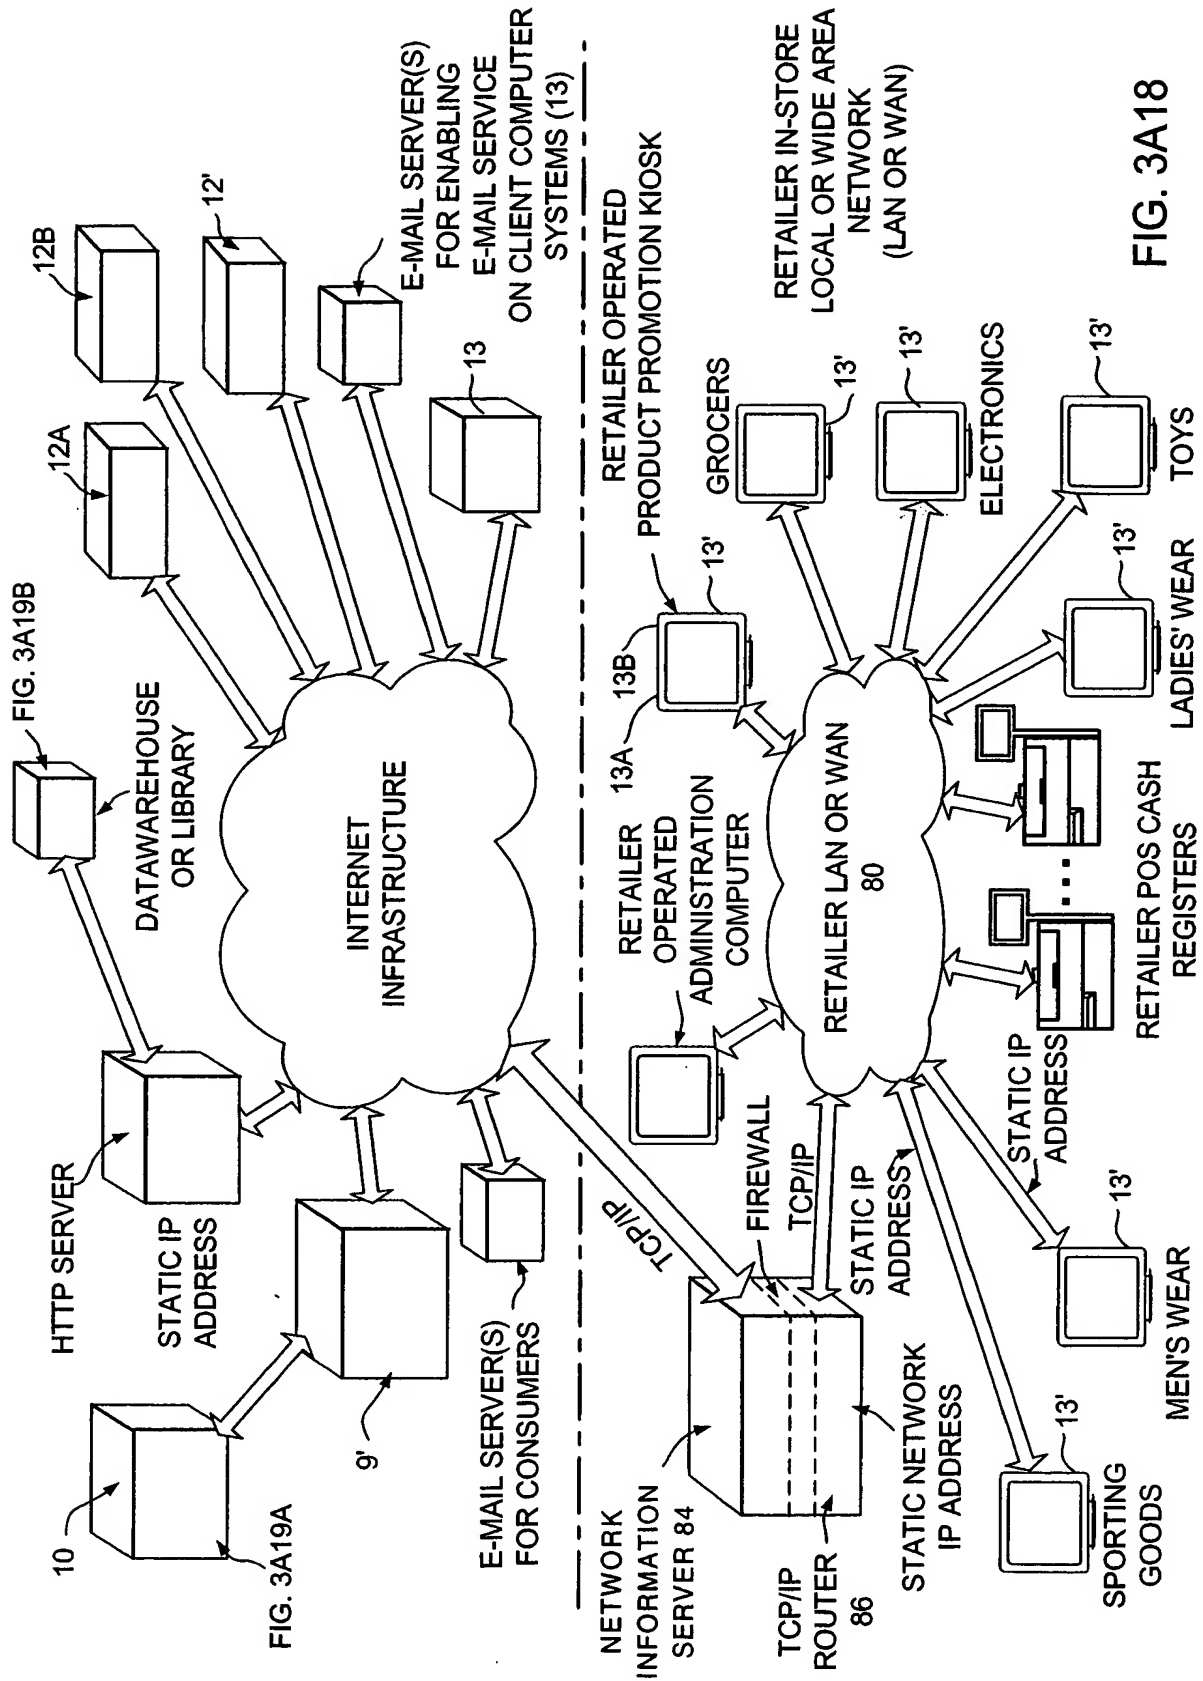 10
FIG. 3A19A
HTTP SERVER
STATIC IP
ADDRESS
9'
E-MAIL SERVER(S)
FOR CONSUMERS
FIG. 3A19B
DATAWAREHOUSE
OR LIBRARY
INTERNET
INFRASTRUCTURE
12A
12B
12'
E-MAIL SERVER(S)
FOR ENABLING
E-MAIL SERVICE
ON CLIENT COMPUTER
SYSTEMS (13)
13
TCP/IP
NETWORK
INFORMATION
SERVER 84
TCP/IP
ROUTER
86
FIREWALL
TCP/IP
STATIC NETWORK
IP ADDRESS
STATIC IP
ADDRESS
STATIC IP
ADDRESS
RETAILER
OPERATED
ADMINISTRATION
COMPUTER
RETAILER LAN OR WAN
80
13A
13B
13'
RETAILER OPERATED
PRODUCT PROMOTION KIOSK
GROCERS
13'
13'
ELECTRONICS
RETAILER IN-STORE
LOCAL OR WIDE AREA
NETWORK
(LAN OR WAN)
13'
SPORTING
GOODS
13'
MEN'S WEAR
RETAILER POS CASH
REGISTERS
13'
LADIES' WEAR
13'
TOYS
FIG. 3A18